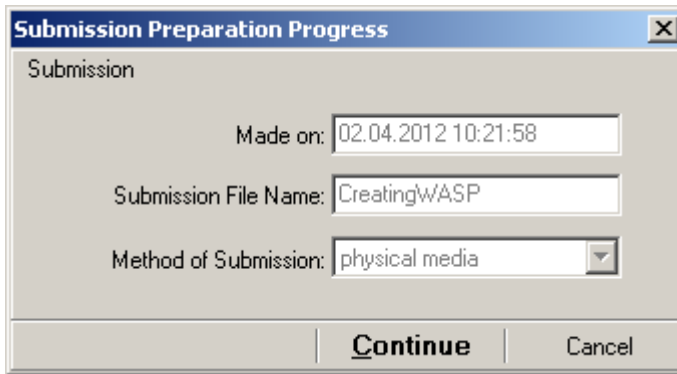 Submission Preparation Progress
Submission
Made on: 02.04.2012 10:21:58
Submission File Name: CreatingWASP
Method of Submission: physical media
Continue Cancel